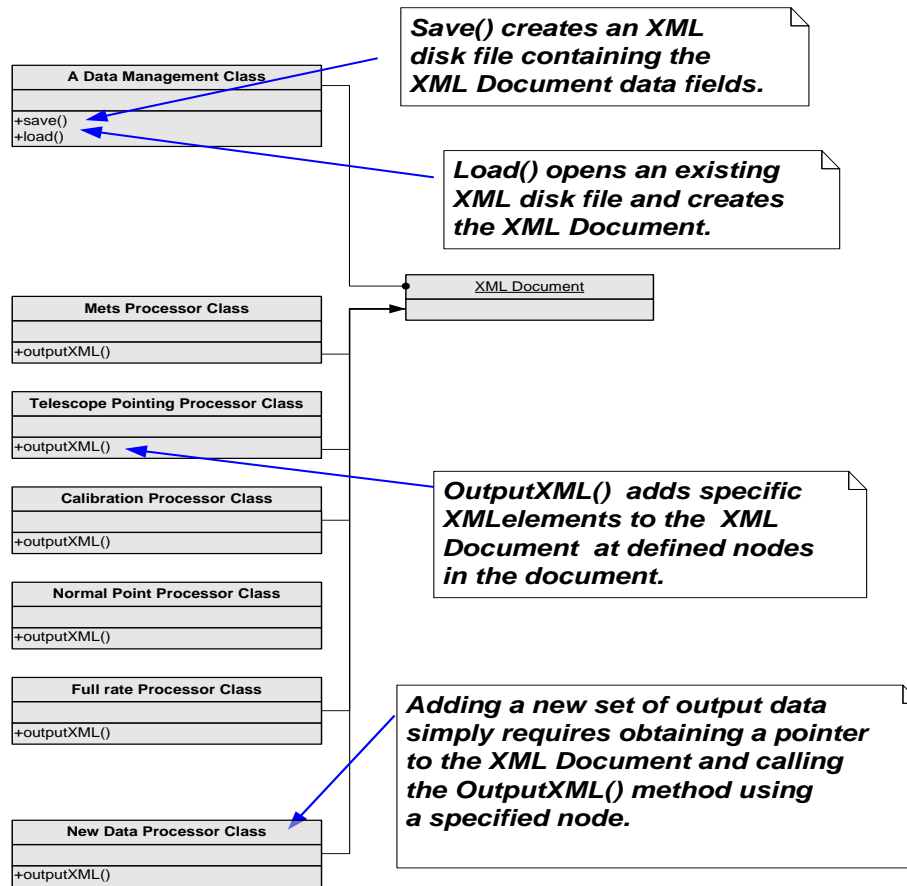 Save() creates an XML
disk file containing the
XML Document data fields.
A Data Management Class
+save()
+load()
Load() opens an existing
XML disk file and creates
the XML Document.
XML Document
Mets Processor Class
+outputXML()
Telescope Pointing Processor Class
+outputXML()
OutputXML() adds specific
XMLelements to the XML
Document at defined nodes
in the document.
Calibration Processor Class
+outputXML()
Normal Point Processor Class
+outputXML()
Full rate Processor Class
+outputXML()
Adding a new set of output data
simply requires obtaining a pointer
to the XML Document and calling
the OutputXML() method using
a specified node.
New Data Processor Class
+outputXML()